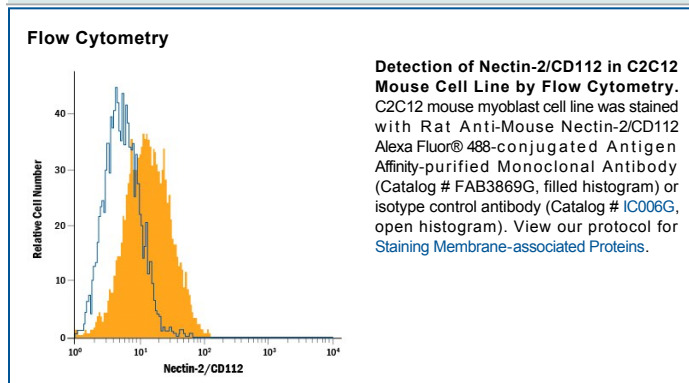 Flow Cytometry
Relative Cell Number
40
30
20
10
0
10⁰ 10¹ 10² 10³ 10⁴
Nectin-2/CD112
Detection of Nectin-2/CD112 in C2C12
Mouse Cell Line by Flow Cytometry.
C2C12 mouse myoblast cell line was stained
with Rat Anti-Mouse Nectin-2/CD112
Alexa Fluor® 488-conjugated Antigen
Affinity-purified Monoclonal Antibody
(Catalog # FAB3869G, filled histogram) or
isotype control antibody (Catalog # IC006G,
open histogram). View our protocol for
Staining Membrane-associated Proteins.